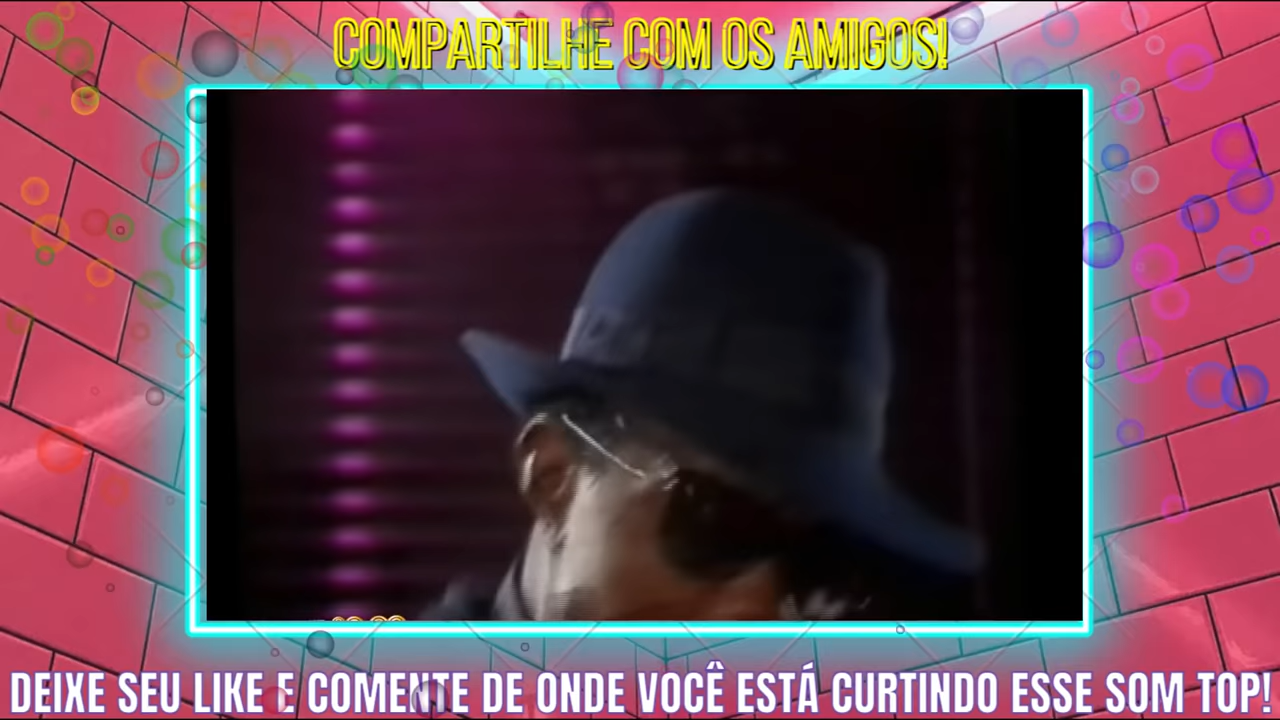 COMPARTILHE COM OS AMIGOS!
DEIXE SEU LIKE E COMENTE DE ONDE VOCÊ ESTÁ CURTINDO ESSE SOM TOP!